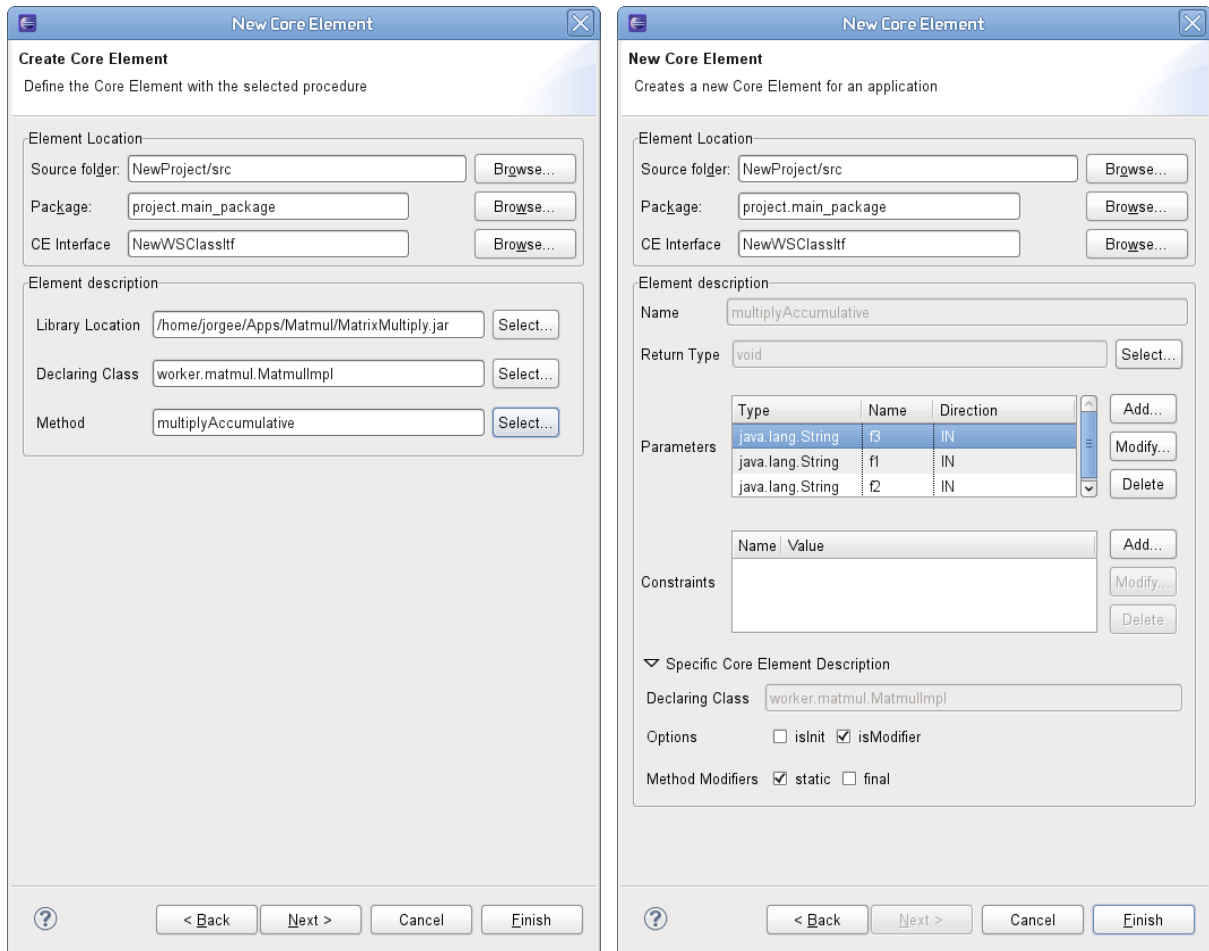 New Core Element
Create Core Element
Define the Core Element with the selected procedure
Element Location
Source folder: NewProject/src Browse...
Package: project.main_package Browse...
CE Interface NewWSClassItf Browse...
Element description
Library Location /home/jorgee/Apps/Matmul/MatrixMultiply.jar Select...
Declaring Class worker.matmul.MatmulImpl Select...
Method multiplyAccumulative Select...
< Back Next > Cancel Finish
New Core Element
New Core Element
Creates a new Core Element for an application
Element Location
Source folder: NewProject/src Browse...
Package: project.main_package Browse...
CE Interface NewWSClassItf Browse...
Element description
Name multiplyAccumulative
Return Type void Select...
Type Name Direction Add...
java.lang.String f3 IN
Parameters java.lang.String f1 IN Modify...
java.lang.String f2 IN Delete
Name Value Add...
Constraints Modify...
Delete
Specific Core Element Description
Declaring Class worker.matmul.MatmulImpl
Options isInit isModifier
Method Modifiers static final
< Back Next > Cancel Finish